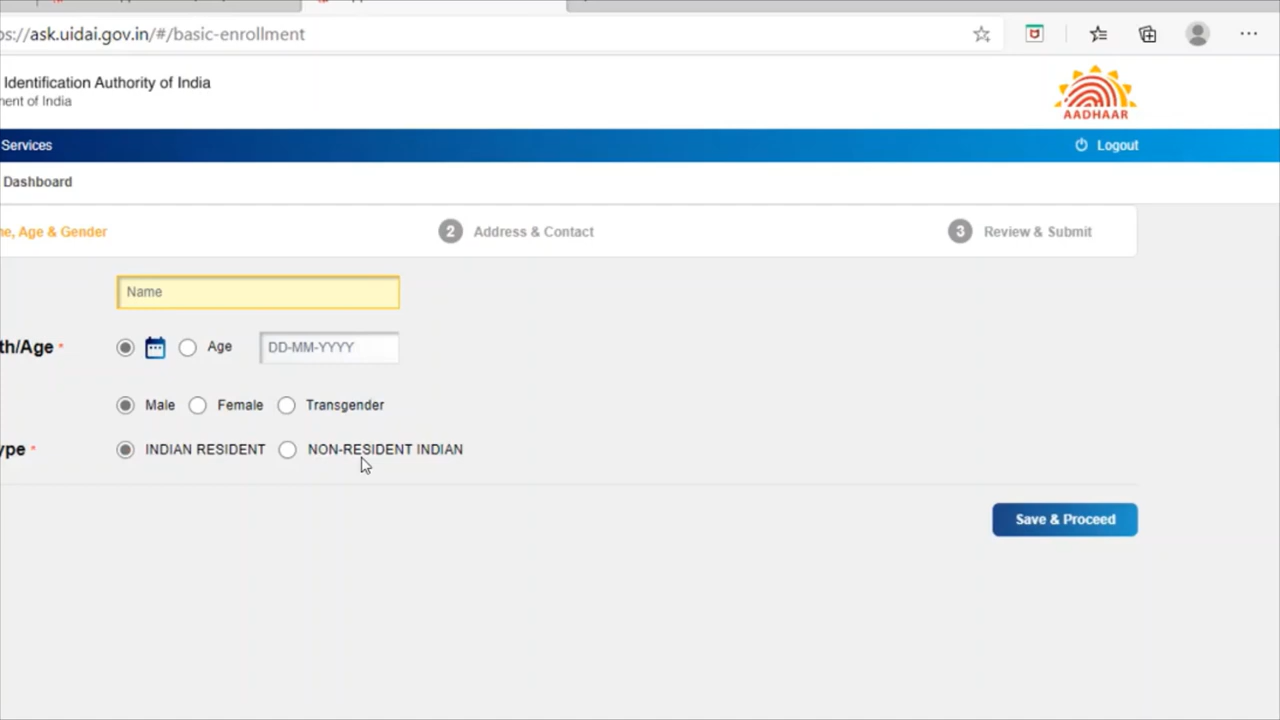 ps://ask.uidai.gov.in/#/basic-enrollment
Identification Authority of India
ment of India
AADHAAR
Services
Logout
Dashboard
ne, Age & Gender
2 Address & Contact
3 Review & Submit
Name
th/Age * Age DD-MM-YYYY
Male Female Transgender
ype * INDIAN RESIDENT NON-RESIDENT INDIAN
Save & Proceed